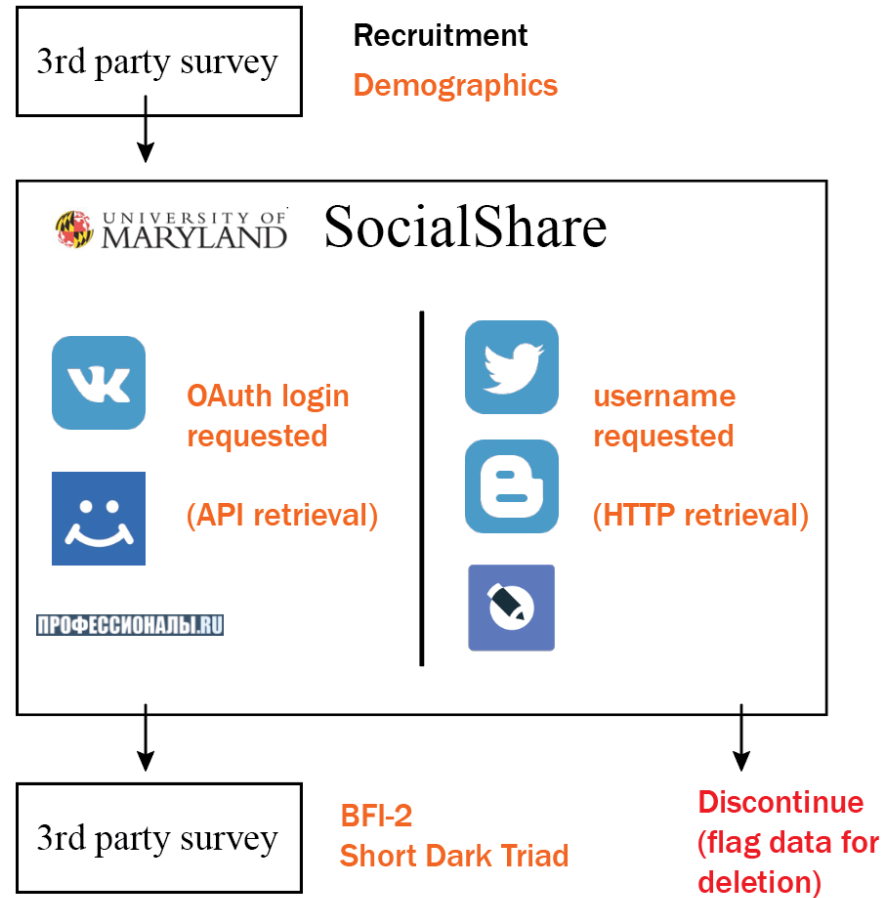 3rd party survey
Recruitment
Demographics
UNIVERSITY OF
MARYLAND
SocialShare
OAuth login
requested
(API retrieval)
ПРОФЕССИОНАЛЫ.RU
username
requested
(HTTP retrieval)
3rd party survey
BFI-2
Short Dark Triad
Discontinue
(flag data for
deletion)